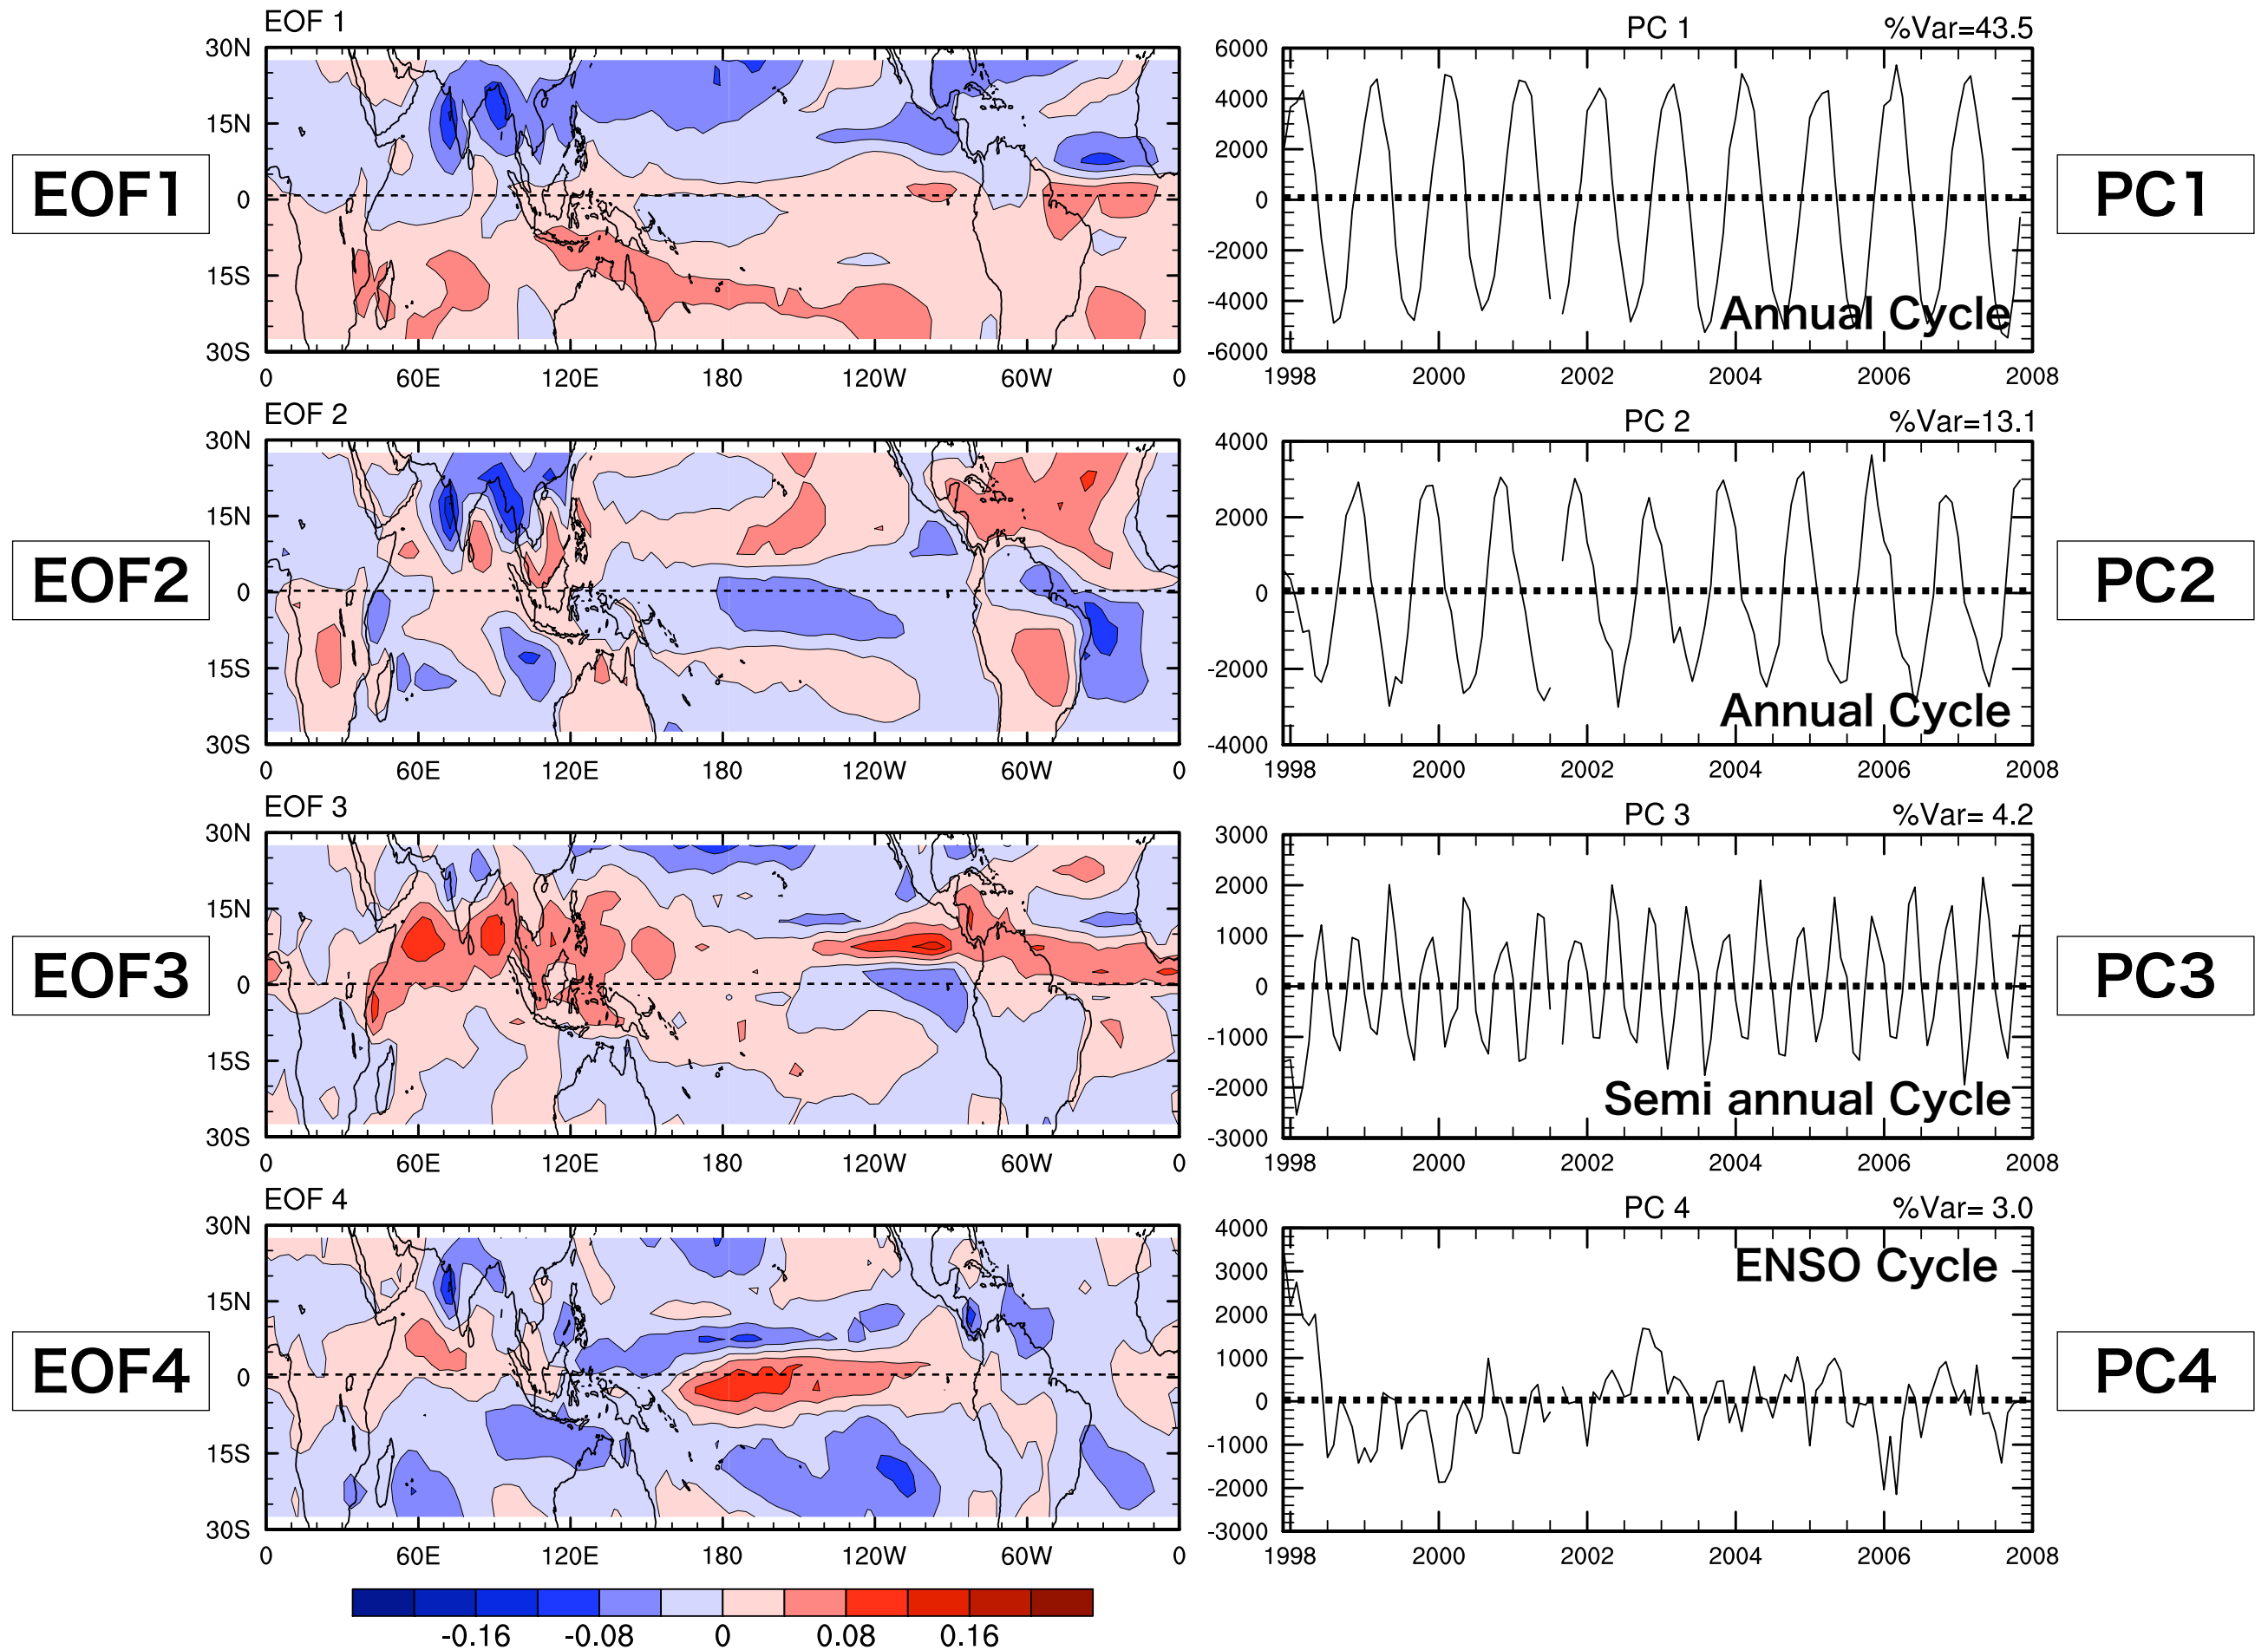 EOF 1
PC 1 %Var=43.5
EOF1
30N
15N
0
15S
30S
0 60E 120E 180 120W 60W 0
6000
4000
2000
0
-2000
-4000
-6000
Annual Cycle
1998 2000 2002 2004 2006 2008
PC1
EOF 2
PC 2 %Var=13.1
EOF2
30N
15N
0
15S
30S
0 60E 120E 180 120W 60W 0
4000
2000
0
-2000
-4000
Annual Cycle
1998 2000 2002 2004 2006 2008
PC2
EOF 3
PC 3 %Var= 4.2
EOF3
30N
15N
0
15S
30S
0 60E 120E 180 120W 60W 0
3000
2000
1000
0
-1000
-2000
-3000
Semi annual Cycle
1998 2000 2002 2004 2006 2008
PC3
EOF 4
PC 4 %Var= 3.0
EOF4
30N
15N
0
15S
30S
0 60E 120E 180 120W 60W 0
4000
3000
2000
1000
0
-1000
-2000
-3000
ENSO Cycle
1998 2000 2002 2004 2006 2008
PC4
-0.16 -0.08 0 0.08 0.16